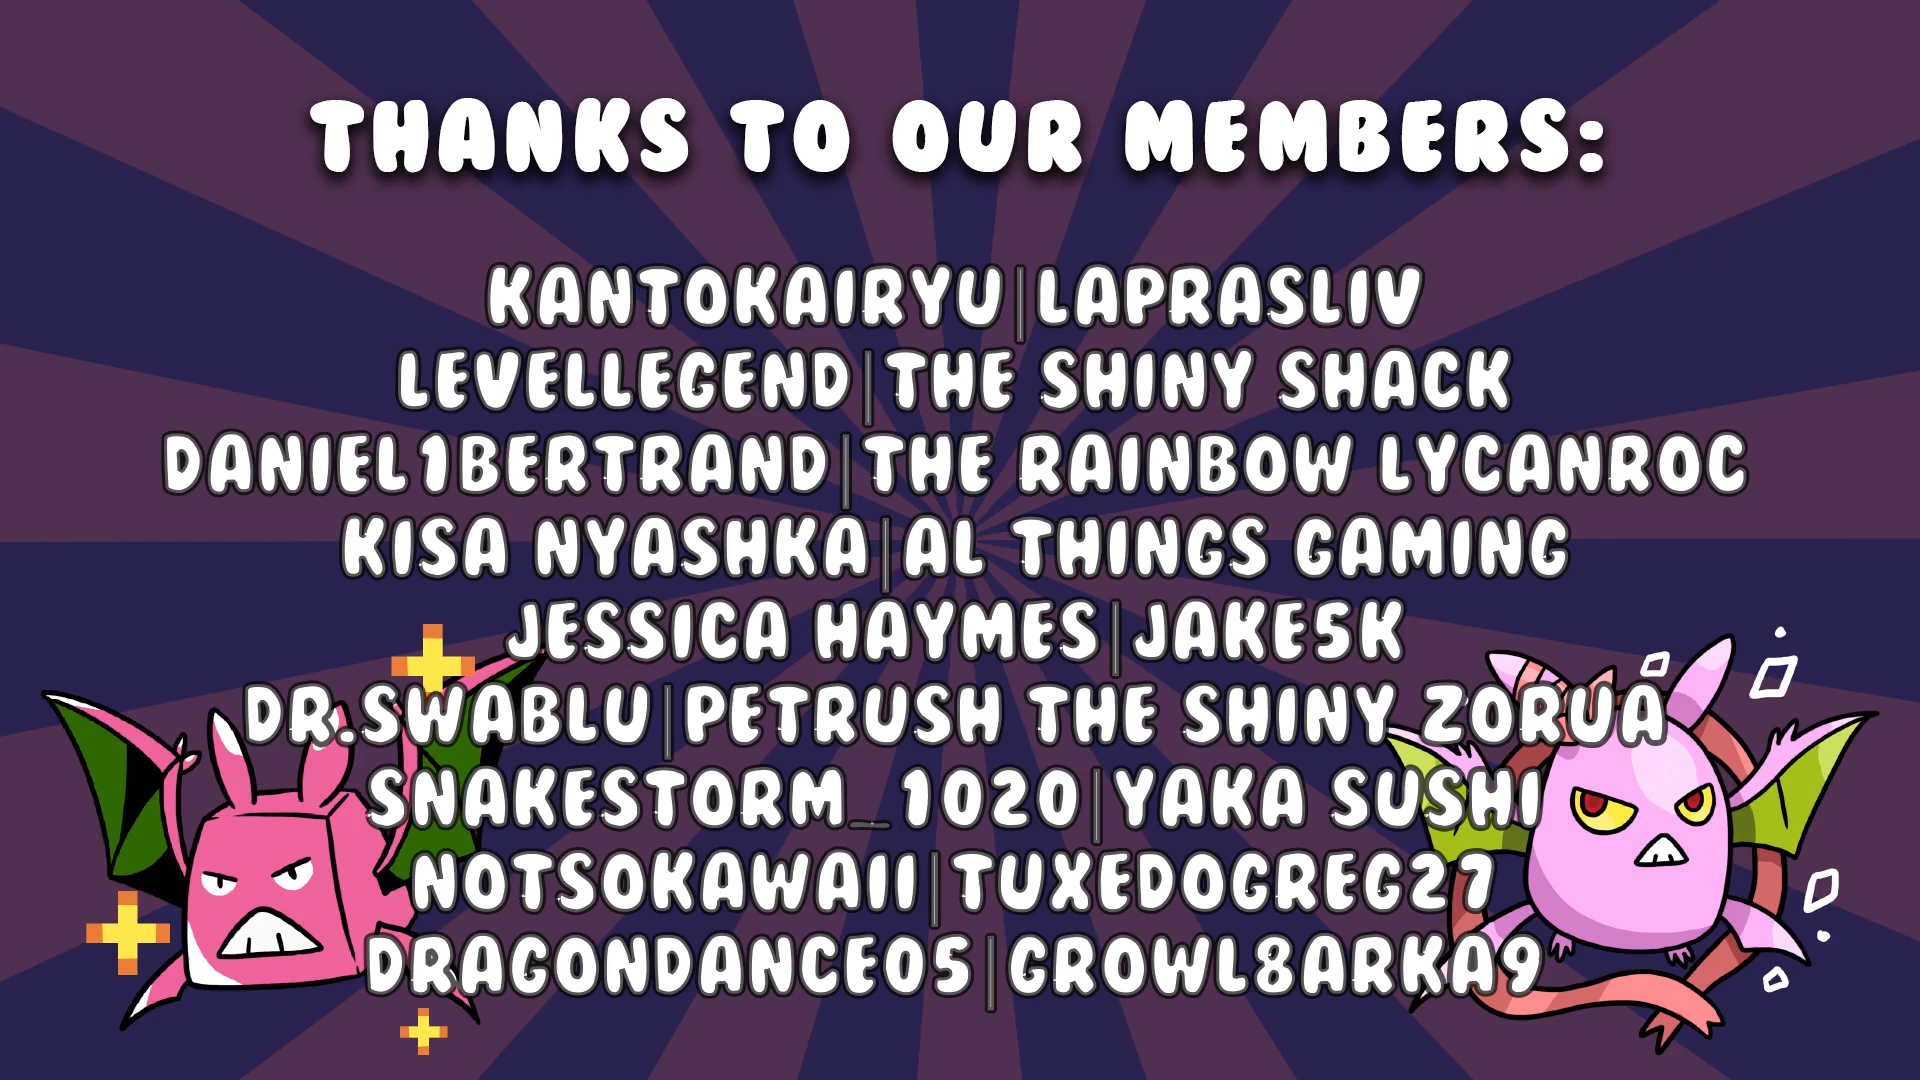 THANKS TO OUR MEMBERS:
KANTOKAIRYU|LAPRASLIV
LEVELLEGEND|THE SHINY SHACK
DANIEL1BERTRAND|THE RAINBOW LYCANROC
KISA NYASHKA|AL THINGS GAMING
JESSICA HAYMES|JAKE5K
DR.SWABLU|PETRUSH THE SHINY ZORUA
SNAKESTORM_1020|YAKA SUSHI
NOTSOKAWAII|TUXEDOGREG27
DRAGONDANCE05|GROWL8ARKA9